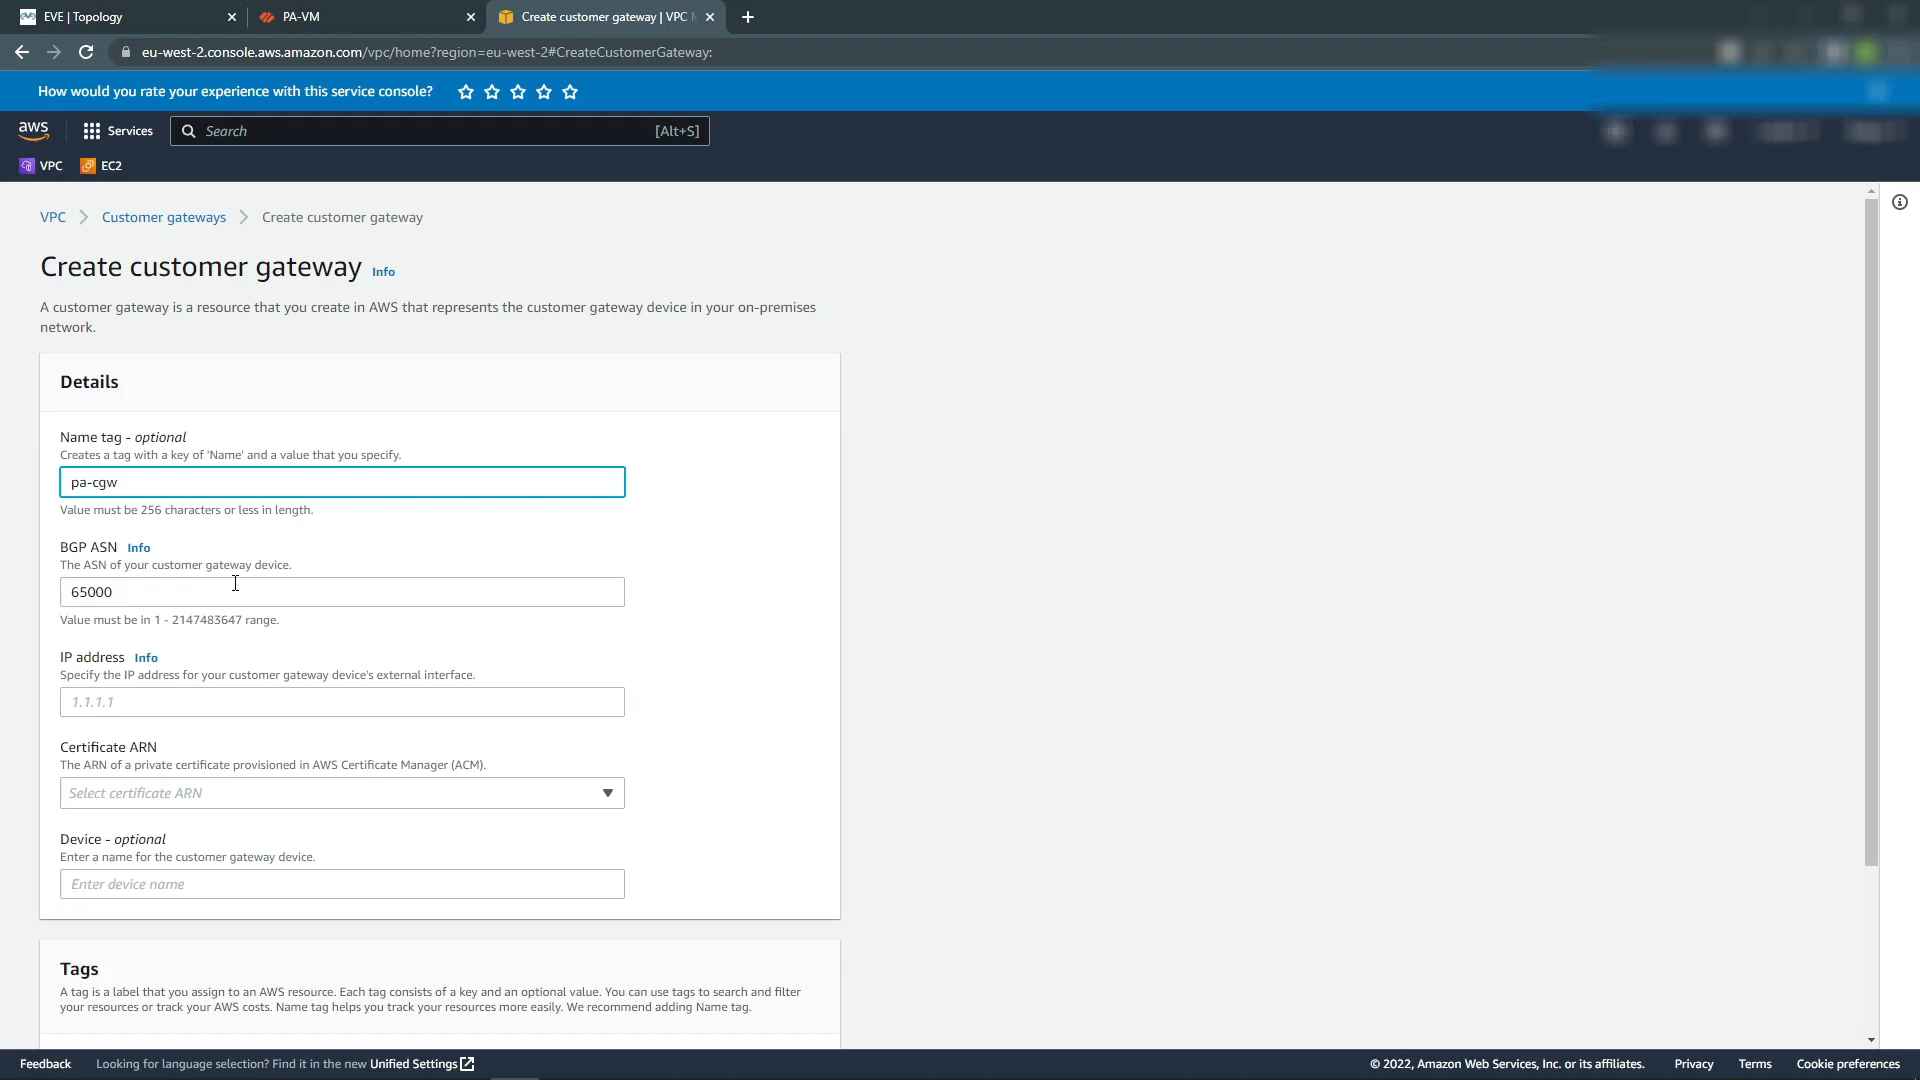 EVE | Topology
PA-VM
Create customer gateway | VPC
eu-west-2.console.aws.amazon.com/vpc/home?region=eu-west-2#CreateCustomerGateway:
How would you rate your experience with this service console?
aws
Services
Search
[Alt+S]
VPC
EC2
VPC
Customer gateways
Create customer gateway
Create customer gateway Info
A customer gateway is a resource that you create in AWS that represents the customer gateway device in your on-premises
network.
Details
Name tag - optional
Creates a tag with a key of 'Name' and a value that you specify.
pa-cgw
Value must be 256 characters or less in length.
BGP ASN Info
The ASN of your customer gateway device.
65000
Value must be in 1 - 2147483647 range.
IP address Info
Specify the IP address for your customer gateway device's external interface.
1.1.1.1
Certificate ARN
The ARN of a private certificate provisioned in AWS Certificate Manager (ACM).
Select certificate ARN
Device - optional
Enter a name for the customer gateway device.
Enter device name
Tags
A tag is a label that you assign to an AWS resource. Each tag consists of a key and an optional value. You can use tags to search and filter
your resources or track your AWS costs. Name tag helps you track your resources more easily. We recommend adding Name tag.
Feedback
Looking for language selection? Find it in the new Unified Settings
© 2022, Amazon Web Services, Inc. or its affiliates.
Privacy
Terms
Cookie preferences